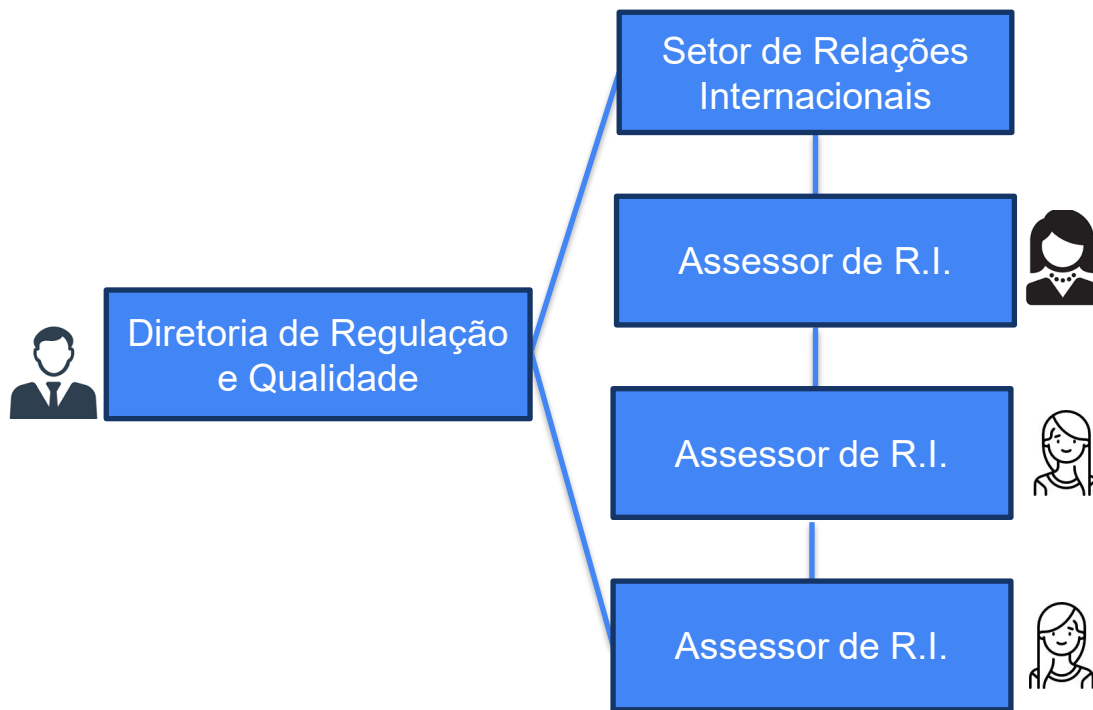 Setor de Relações
Internacionais
Assessor de R.I.
Diretoria de Regulação
e Qualidade
Assessor de R.I.
Assessor de R.I.